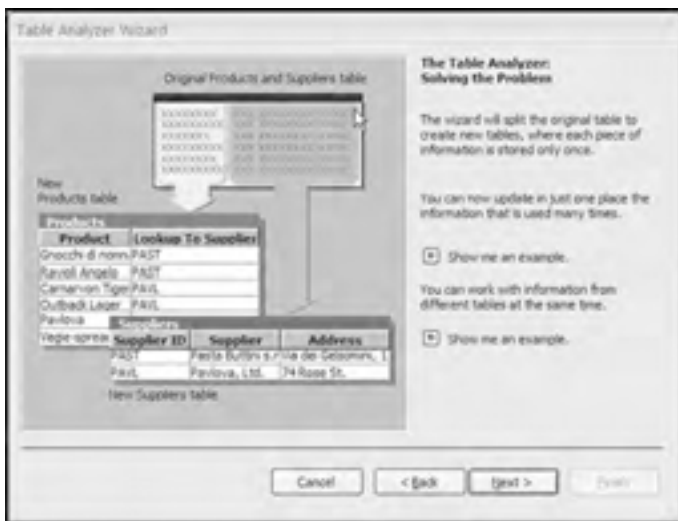 Table Analyzer Wizard
Original Products and Suppliers table
New
Products table
Products
Product Lookup To Supplier
Gnocchi di nonn PAST
Ravioli Angelo PAST
Carnarvon Tiger PAVL
Outback Lager PAVL
Pavlova
Vegie-spread
Suppliers
Supplier ID Supplier Address
PAST Pasta Buttini s.r Via dei Gelsomini, 1
PAVL Pavlova, Ltd. 74 Rose St.
New Suppliers table
The Table Analyzer:
Solving the Problem
The wizard will split the original table to
create new tables, where each piece of
information is stored only once.
You can now update in just one place the
information that is used many times.
Show me an example.
You can work with information from
different tables at the same time.
Show me an example.
Cancel
< Back
Next >
Finish